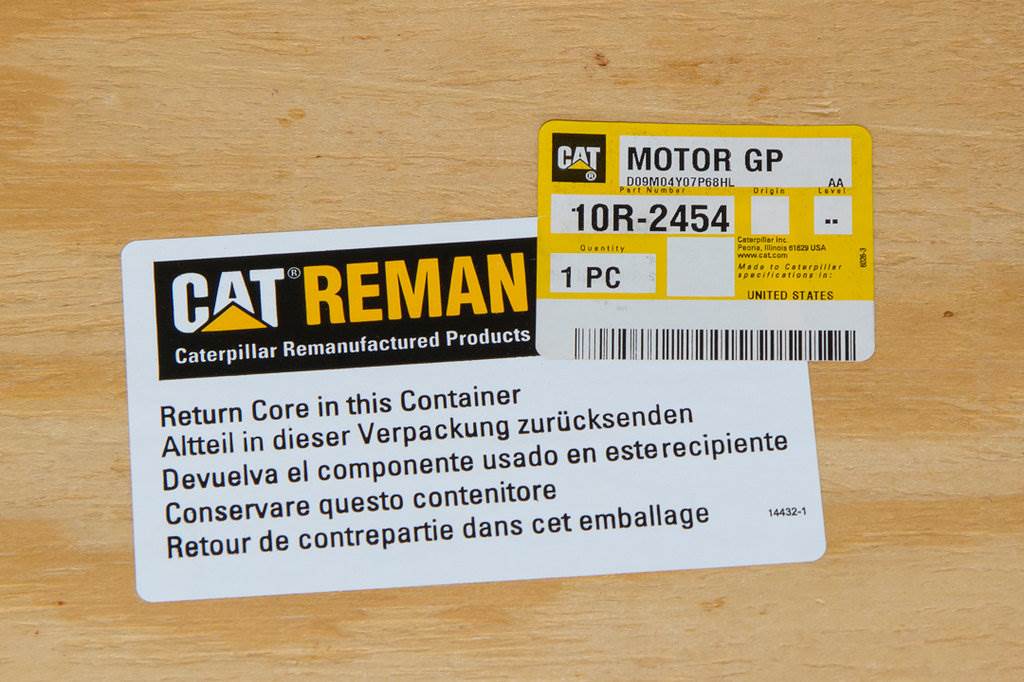 CAT®
MOTOR GP
D09M04Y07P68HL
AA
Part Number
Origin
Level
10R-2454
--
Quantity
1 PC
Caterpillar Inc.
Peoria, Illinois 61629 USA
www.cat.com
Made to Caterpillar
specifications in:
UNITED STATES
CAT® REMAN
Caterpillar Remanufactured Products
Return Core in this Container
Altteil in dieser Verpackung zurücksenden
Devuelva el componente usado en este recipiente
Conservare questo contenitore
Retour de contrepartie dans cet emballage
14432-1